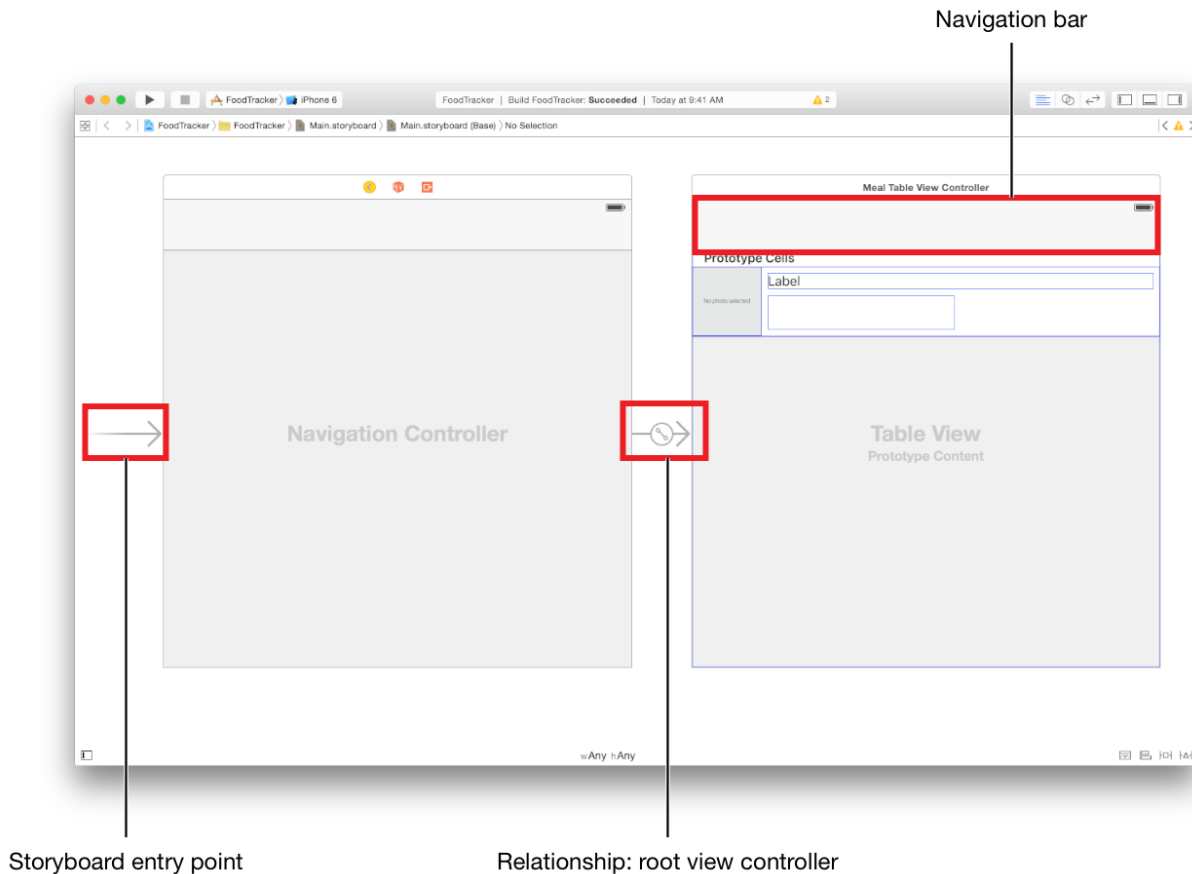 Navigation bar
FoodTracker iPhone 6 FoodTracker | Build FoodTracker: Succeeded | Today at 9:41 AM 2
FoodTracker FoodTracker Main.storyboard Main.storyboard (Base) No Selection
Meal Table View Controller
Prototype Cells
Label
No photo selected
Navigation Controller
Table View
Prototype Content
wAny hAny
Storyboard entry point
Relationship: root view controller